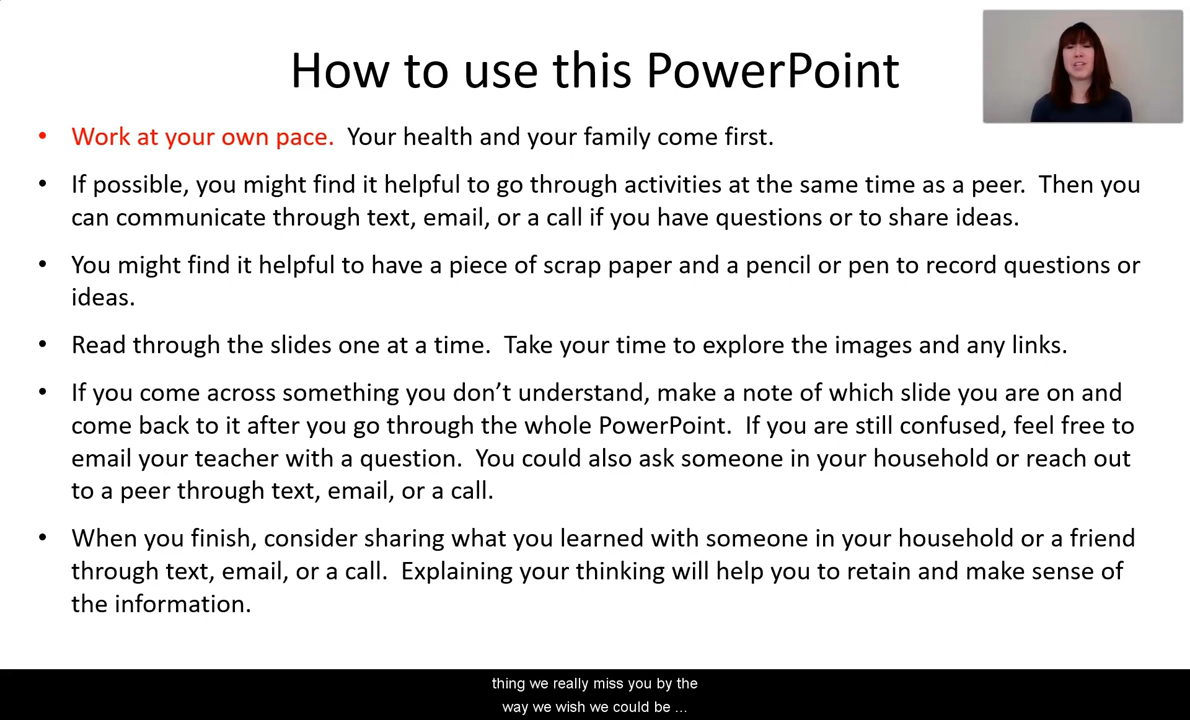 How to use this PowerPoint
• Work at your own pace.  Your health and your family come first.
• If possible, you might find it helpful to go through activities at the same time as a peer.  Then you
can communicate through text, email, or a call if you have questions or to share ideas.
• You might find it helpful to have a piece of scrap paper and a pencil or pen to record questions or
ideas.
• Read through the slides one at a time.  Take your time to explore the images and any links.
• If you come across something you don’t understand, make a note of which slide you are on and
come back to it after you go through the whole PowerPoint.  If you are still confused, feel free to
email your teacher with a question.  You could also ask someone in your household or reach out
to a peer through text, email, or a call.
• When you finish, consider sharing what you learned with someone in your household or a friend
through text, email, or a call.  Explaining your thinking will help you to retain and make sense of
the information.
thing we really miss you by the
way we wish we could be ...